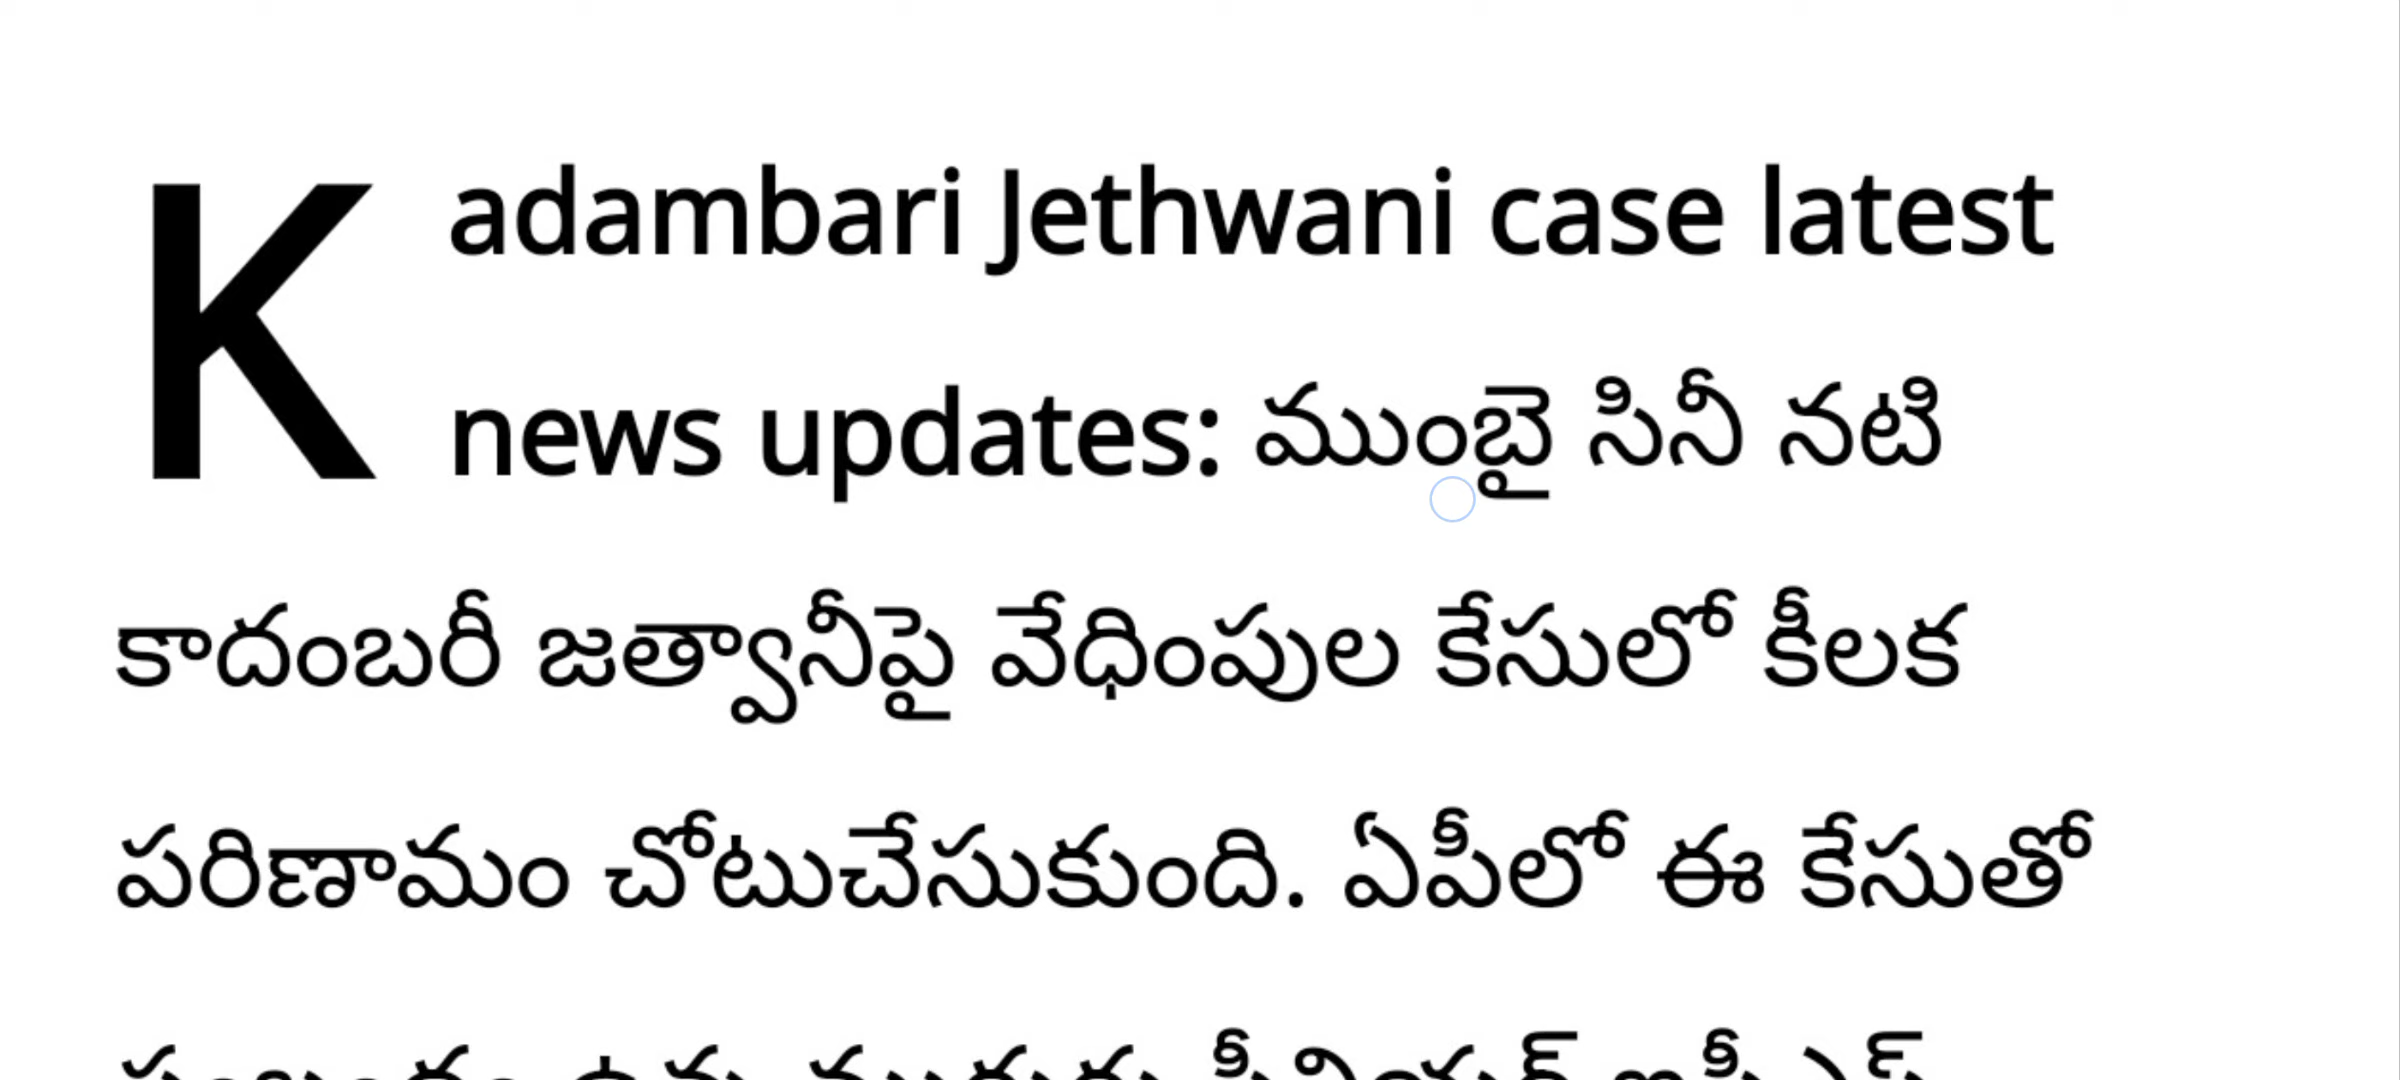 Kadambari Jethwani case latest
news updates: ముంబై సినీ నటి
కాదంబరీ జత్వానీపై వేధింపుల కేసులో కీలక
పరిణామం చోటుచేసుకుంది. ఏపీలో ఈ కేసుతో